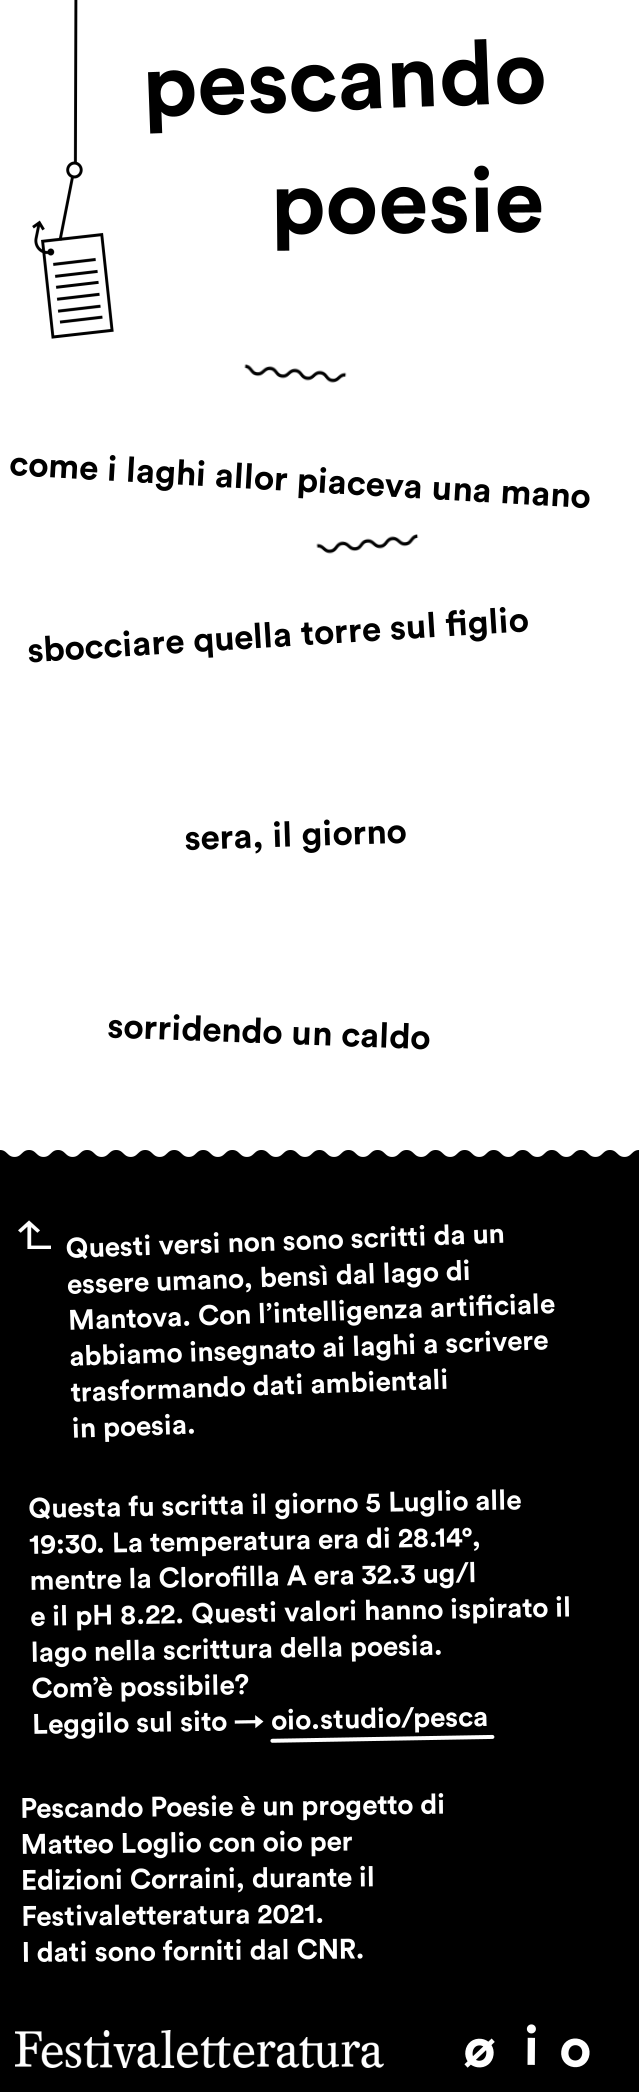 pescando
poesie
come i laghi allor piaceva una mano
sbocciare quella torre sul figlio
sera, il giorno
sorridendo un caldo
Questi versi non sono scritti da un
essere umano, bensì dal lago di
Mantova. Con l’intelligenza artificiale
abbiamo insegnato ai laghi a scrivere
trasformando dati ambientali
in poesia.
Questa fu scritta il giorno 5 Luglio alle
19:30. La temperatura era di 28.14°,
mentre la Clorofilla A era 32.3 ug/l
e il pH 8.22. Questi valori hanno ispirato il
lago nella scrittura della poesia.
Com’è possibile?
Leggilo sul sito → oio.studio/pesca
Pescando Poesie è un progetto di
Matteo Loglio con oio per
Edizioni Corraini, durante il
Festivaletteratura 2021.
I dati sono forniti dal CNR.
Festivaletteratura ø i o